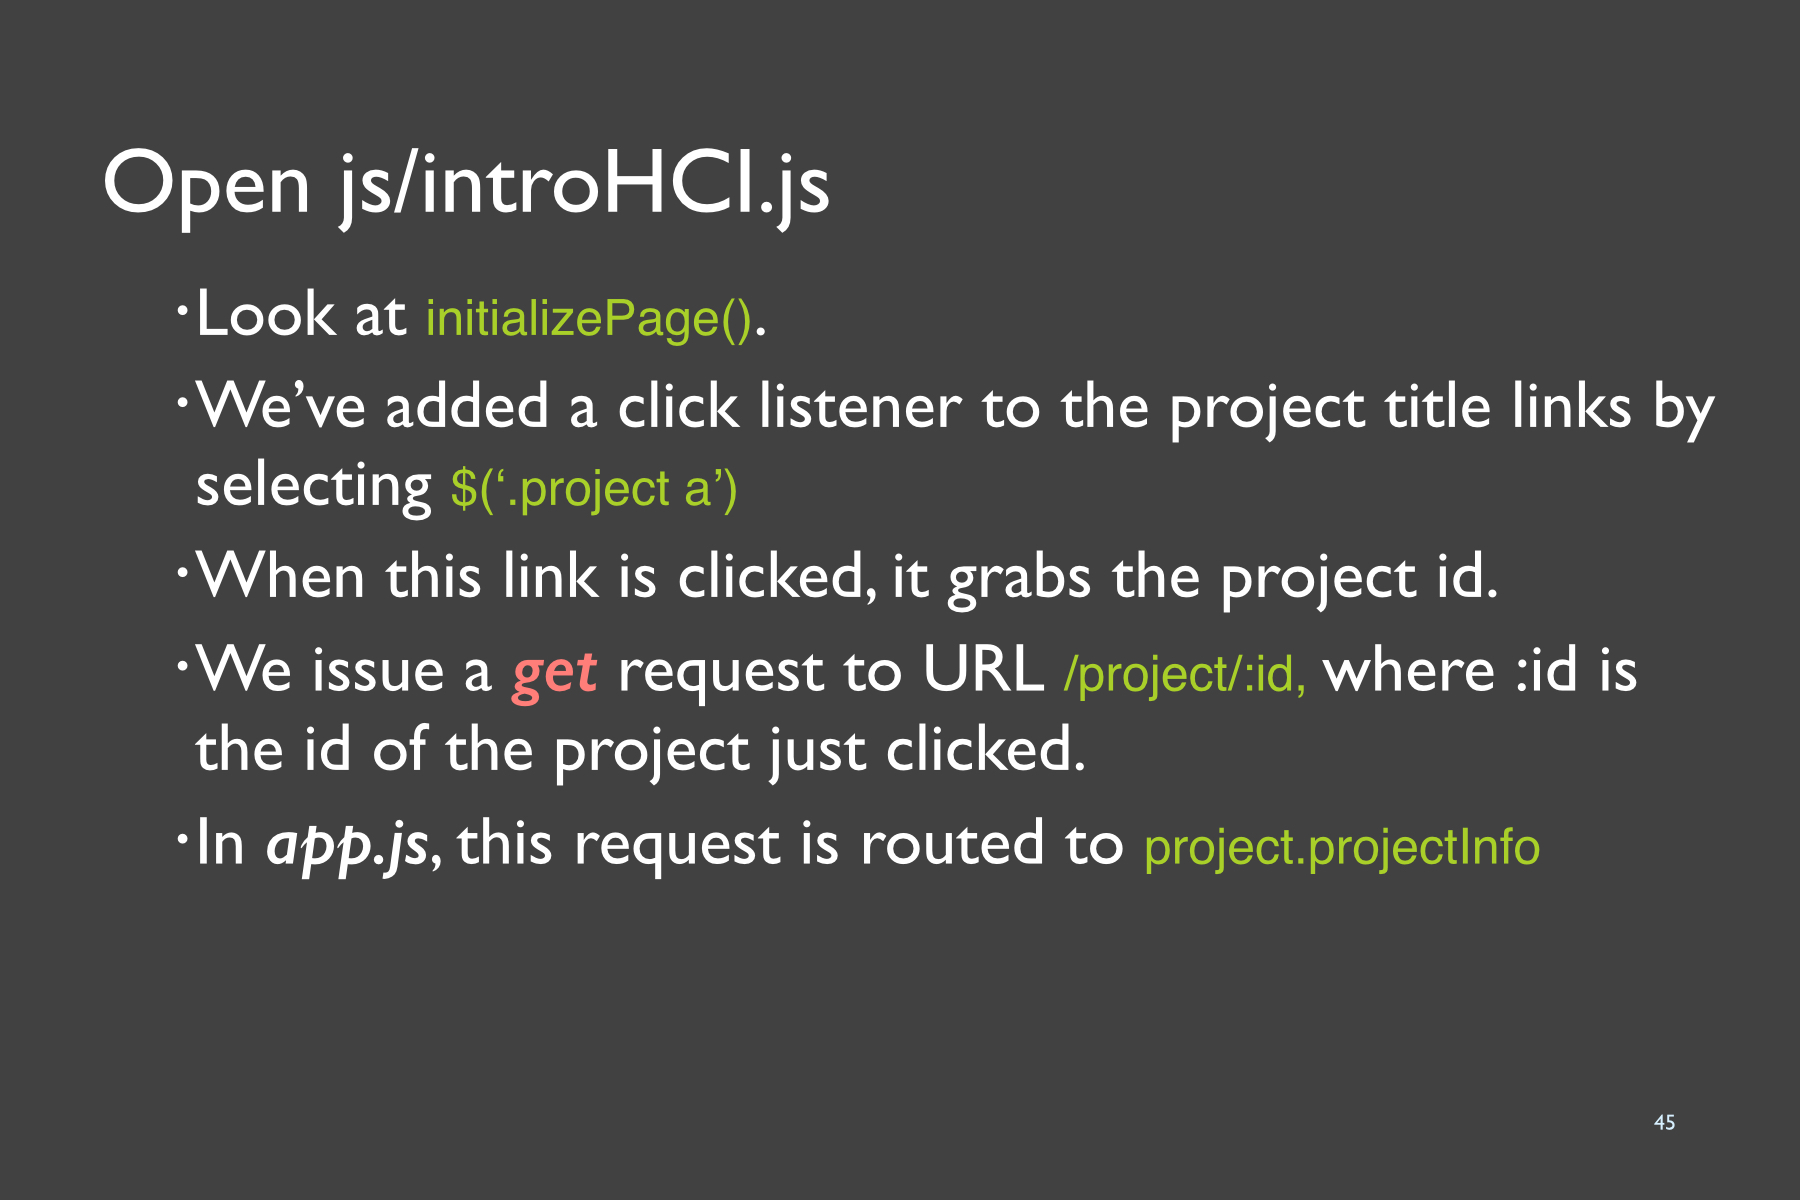 Open js/introHCI.js
•Look at initializePage().
•We’ve added a click listener to the project title links by
selecting $(‘.project a’)
•When this link is clicked, it grabs the project id.
•We issue a get request to URL /project/:id, where :id is
the id of the project just clicked.
•In app.js, this request is routed to project.projectInfo
45